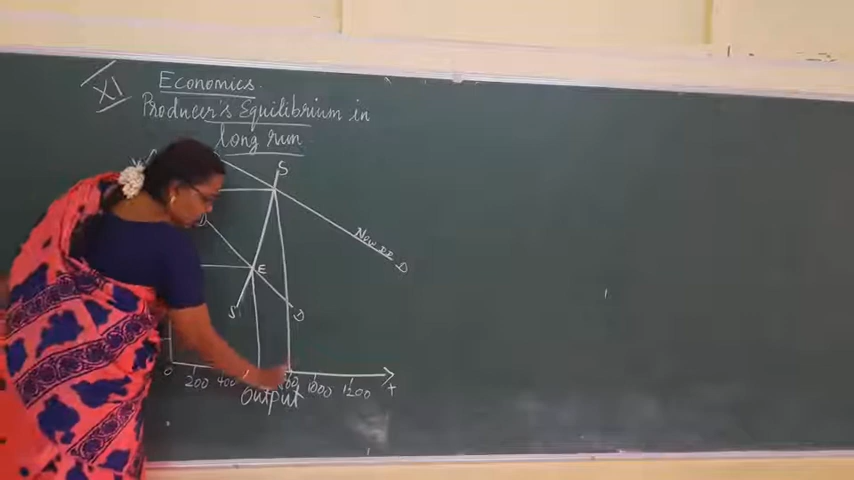 XI
Economics
Producer's Equilibrium in
long run
S
New DD
D
E
S
D
0 200 400 1000 1200 X
Output